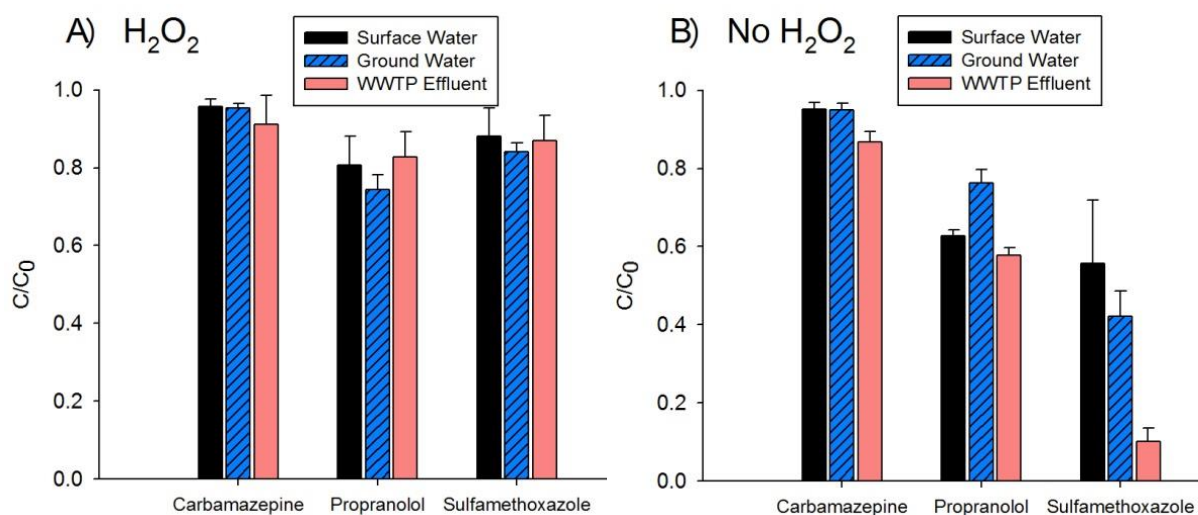 A) H₂O₂
Surface Water
Ground Water
WWTP Effluent
1.0
0.8
0.6
0.4
0.2
0.0
C/C₀
Carbamazepine Propranolol Sulfamethoxazole
B) No H₂O₂
Surface Water
Ground Water
WWTP Effluent
1.0
0.8
0.6
0.4
0.2
0.0
C/C₀
Carbamazepine Propranolol Sulfamethoxazole